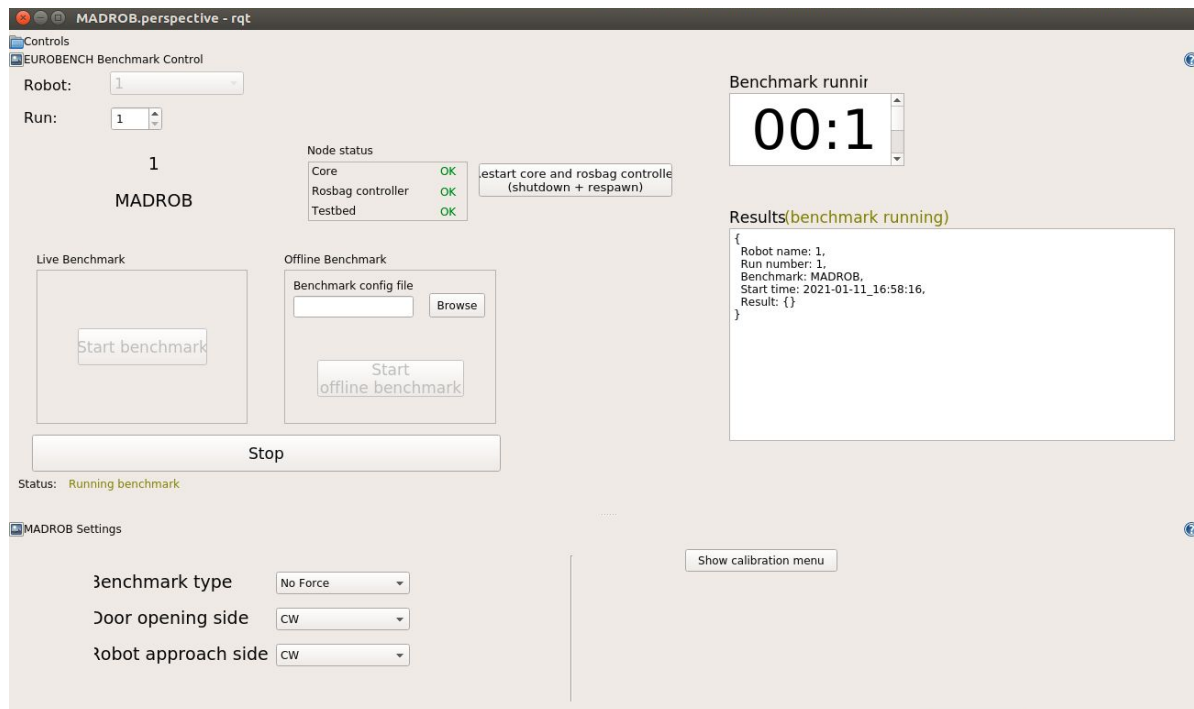 MADROB.perspective - rqt
Controls
EUROBENCH Benchmark Control
Robot: 1
Run: 1
1
MADROB
Node status
Core OK
Rosbag controller OK
Testbed OK
estart core and rosbag controlle
(shutdown + respawn)
Benchmark runnin
00:1
Results(benchmark running)
{
Robot name: 1,
Run number: 1,
Benchmark: MADROB,
Start time: 2021-01-11_16:58:16,
Result: {}
}
Live Benchmark
Start benchmark
Offline Benchmark
Benchmark config file
Browse
Start
offline benchmark
Stop
Status: Running benchmark
MADROB Settings
Benchmark type No Force
Door opening side CW
Robot approach side CW
Show calibration menu